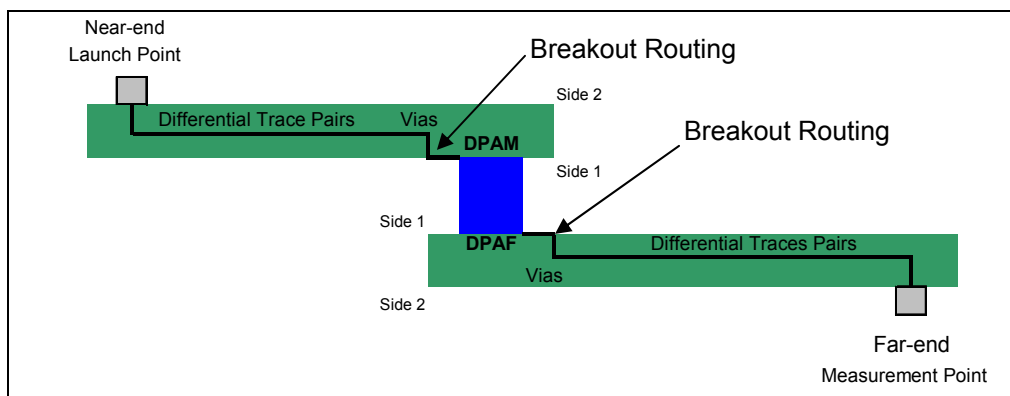 Near-end
Launch Point
Breakout Routing
Side 2
Differential Trace Pairs
Vias
Breakout Routing
DPAM
Side 1
Side 1
DPAF
Differential Traces Pairs
Vias
Side 2
Far-end
Measurement Point